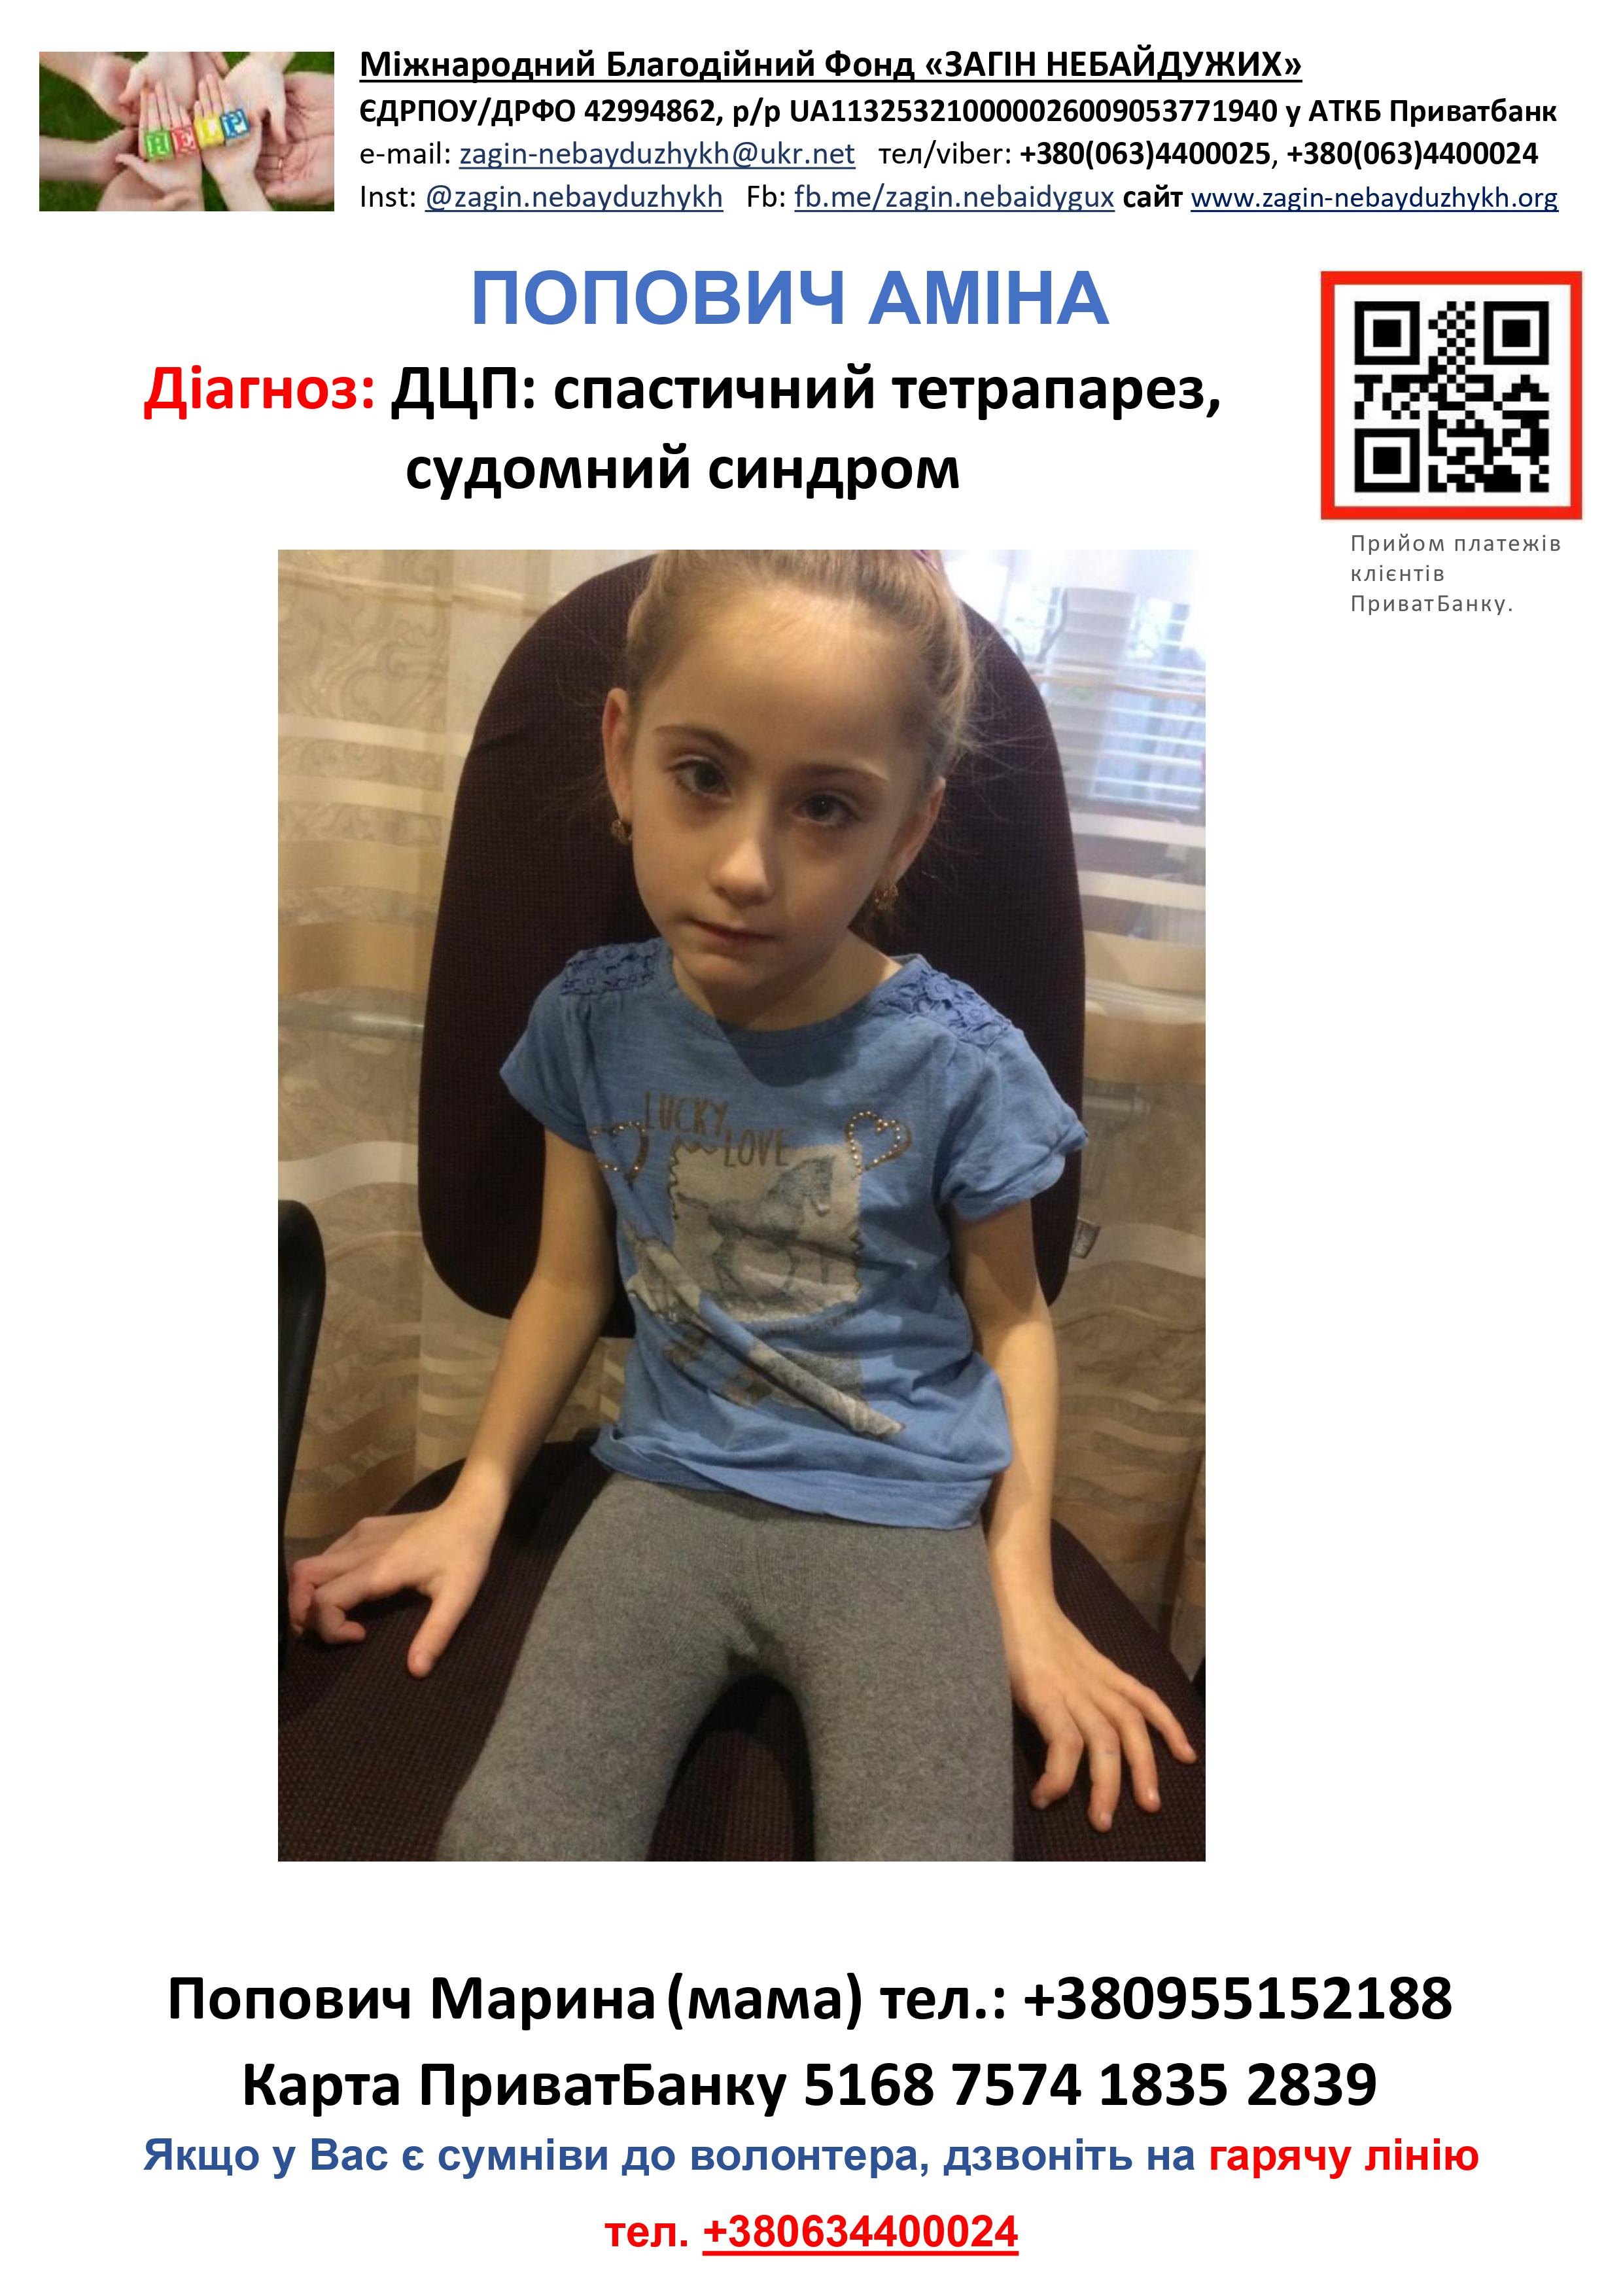 HELP
Міжнародний Благодійний Фонд «ЗАГІН НЕБАЙДУЖИХ»
ЄДРПОУ/ДРФО 42994862, р/р UA113253210000026009053771940 у АТКБ Приватбанк
e-mail: zagin-nebayduzhykh@ukr.net тел/viber: +380(063)4400025, +380(063)4400024
Inst: @zagin.nebayduzhykh Fb: fb.me/zagin.nebaidygux сайт www.zagin-nebayduzhykh.org
ПОПОВИЧ АМІНА
Діагноз: ДЦП: спастичний тетрапарез,
судомний синдром
Прийом платежів
клієнтів
ПриватБанку.
LUCKY
LOVE
Попович Марина (мама) тел.: +380955152188
Карта ПриватБанку 5168 7574 1835 2839
Якщо у Вас є сумніви до волонтера, дзвоніть на гарячу лінію
тел. +380634400024